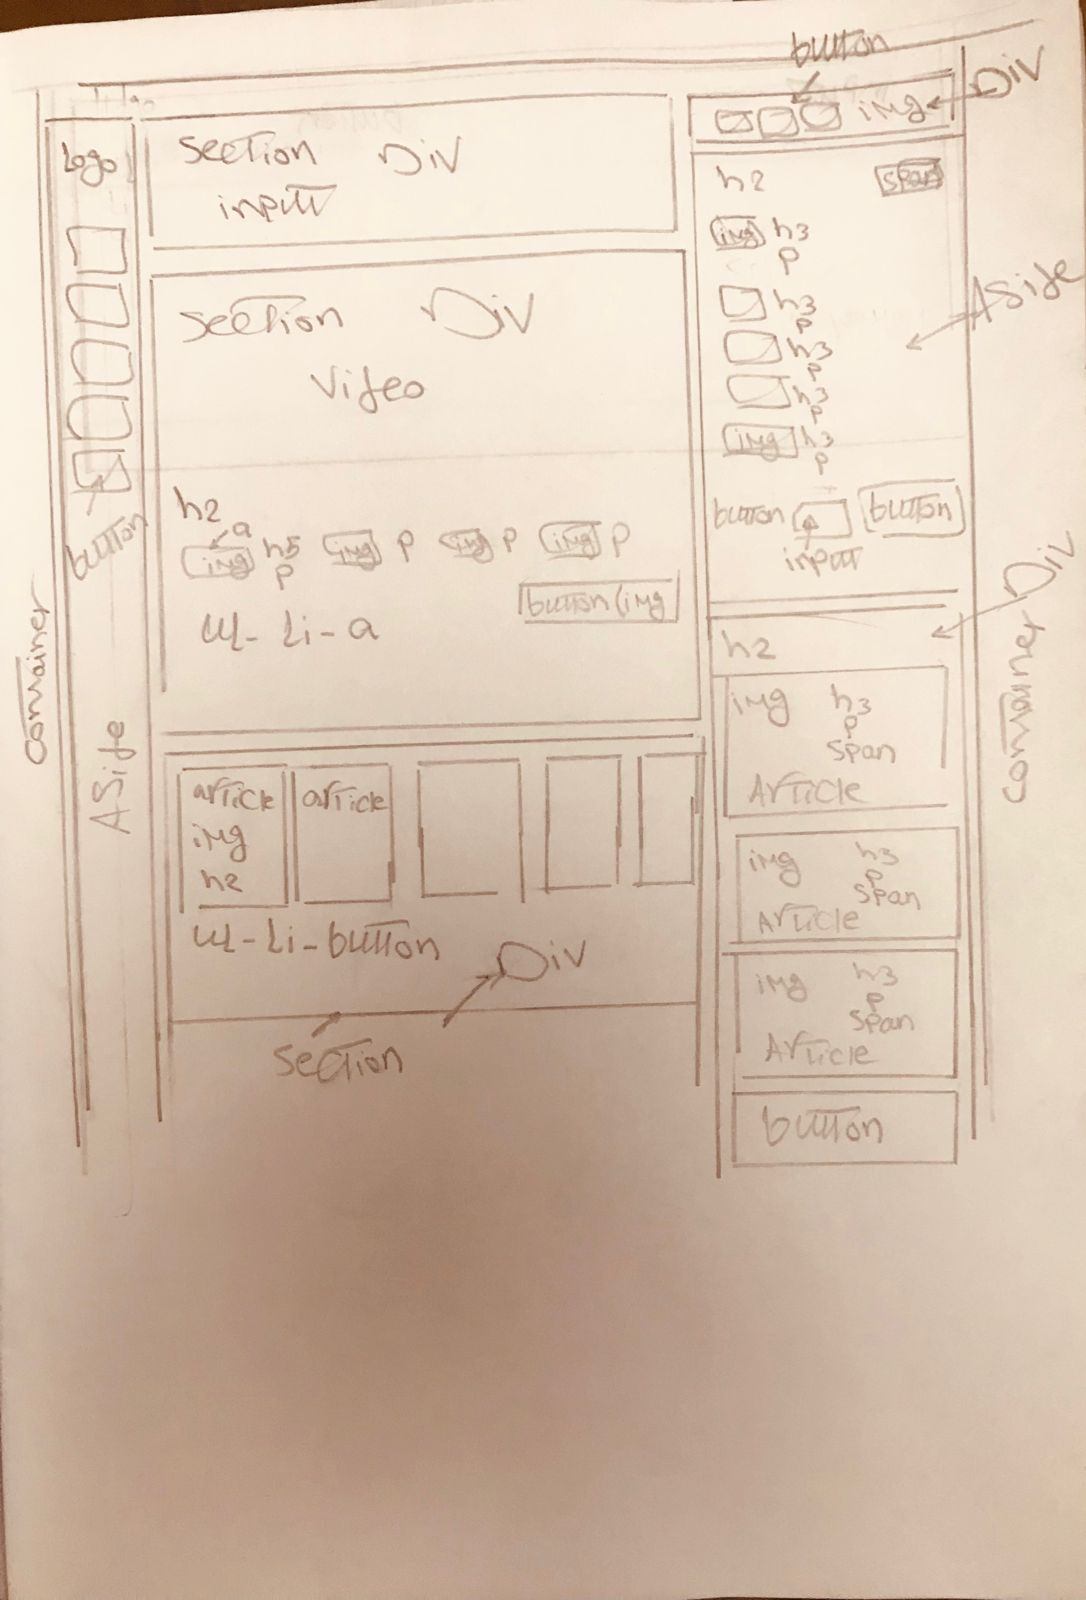 button
Div
img
Logo
section Div
input
h2 span
img h3
p
h3
p
h3
p
h3
p
img h3
p
Aside
section Div
Video
h2
a
img h5 img p img p img p
p
button (img
ul - Li - a
button
button button
input
Div
Container
Aside
Container
h2
img h3
p
span
Article
article article
img
h2
ul - Li - button
Div
section
img h3
p
span
Article
img h3
p
span
Article
button